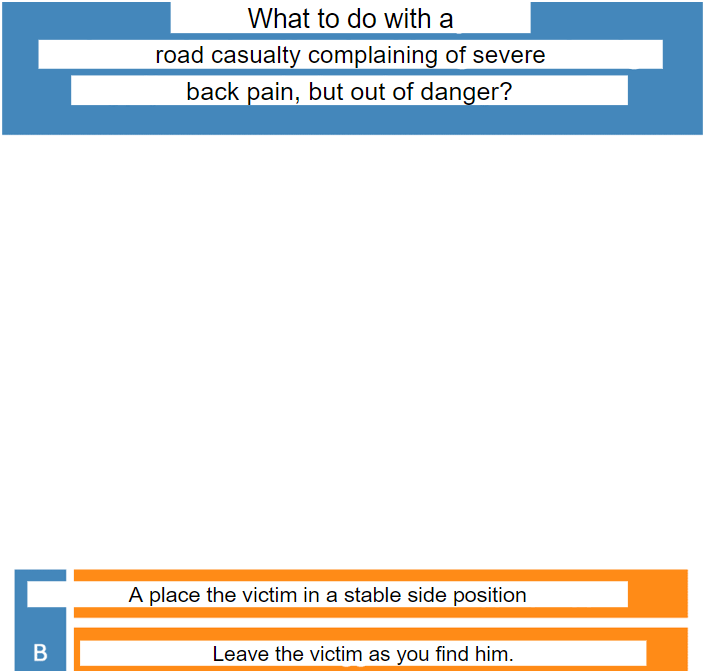 What to do with a
road casualty complaining of severe
back pain, but out of danger?
A place the victim in a stable side position
B Leave the victim as you find him.